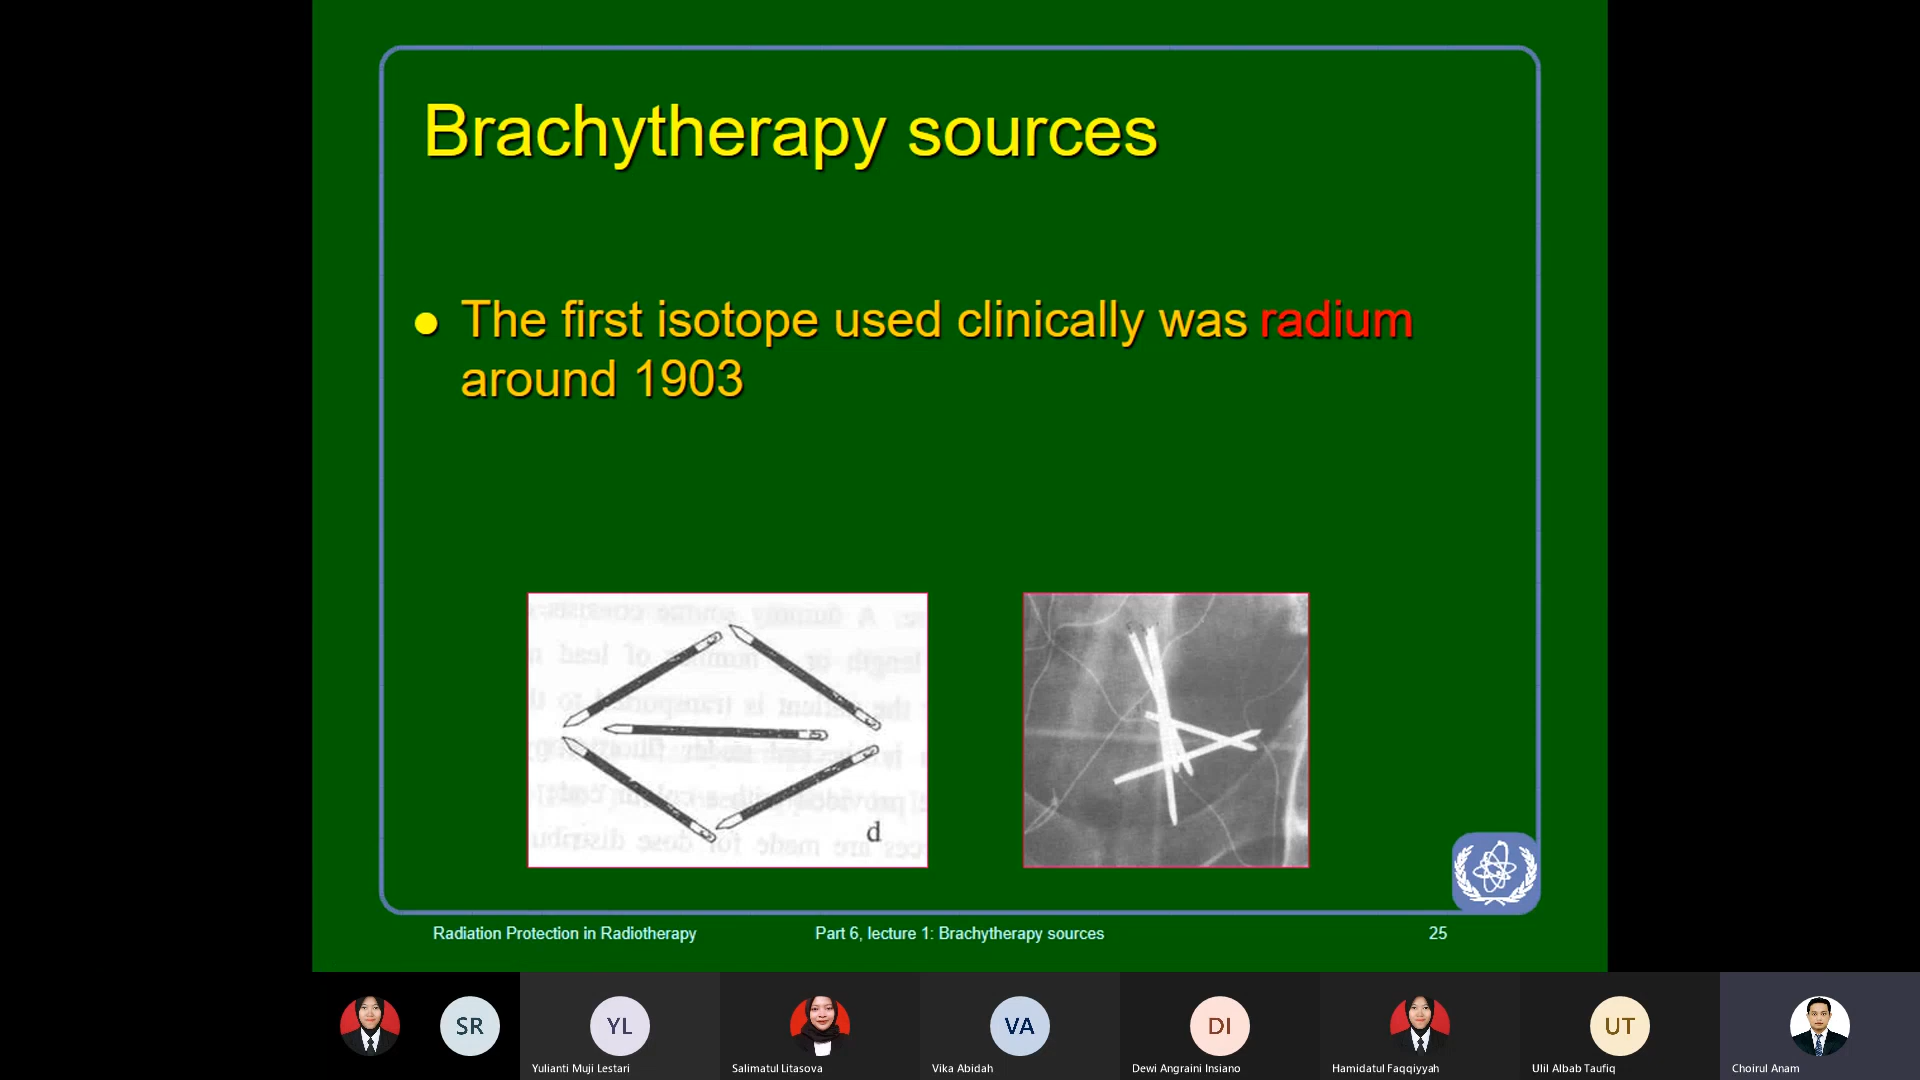 Brachytherapy sources
The first isotope used clinically was radium
around 1903
d
Radiation Protection in Radiotherapy
Part 6, lecture 1: Brachytherapy sources
25
SR
YL
VA
DI
UT
Yulianti Muji Lestari
Salimatul Litasova
Vika Abidah
Dewi Angraini Insiano
Hamidatul Faqqiyyah
Ulil Albab Taufiq
Choirul Anam